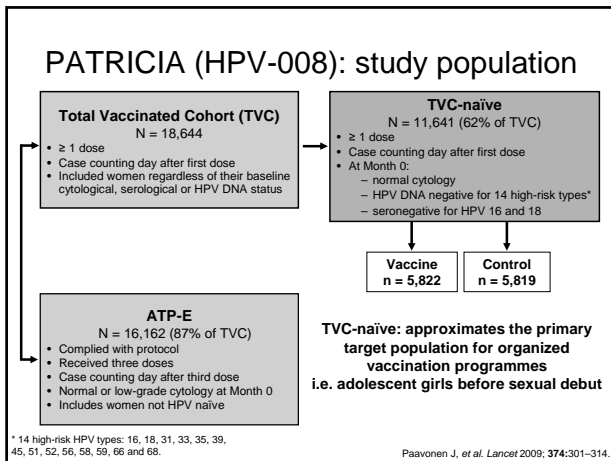 PATRICIA (HPV-008): study population
Total Vaccinated Cohort (TVC)
N = 18,644
• ≥ 1 dose
• Case counting day after first dose
• Included women regardless of their baseline
cytological, serological or HPV DNA status
TVC-naïve
N = 11,641 (62% of TVC)
• ≥ 1 dose
• Case counting day after first dose
• At Month 0:
– normal cytology
– HPV DNA negative for 14 high-risk types*
– seronegative for HPV 16 and 18
Vaccine
n = 5,822
Control
n = 5,819
ATP-E
N = 16,162 (87% of TVC)
• Complied with protocol
• Received three doses
• Case counting day after third dose
• Normal or low-grade cytology at Month 0
• Includes women not HPV naïve
TVC-naïve: approximates the primary
target population for organized
vaccination programmes
i.e. adolescent girls before sexual debut
* 14 high-risk HPV types: 16, 18, 31, 33, 35, 39,
45, 51, 52, 56, 58, 59, 66 and 68.
Paavonen J, et al. Lancet 2009; 374:301–314.